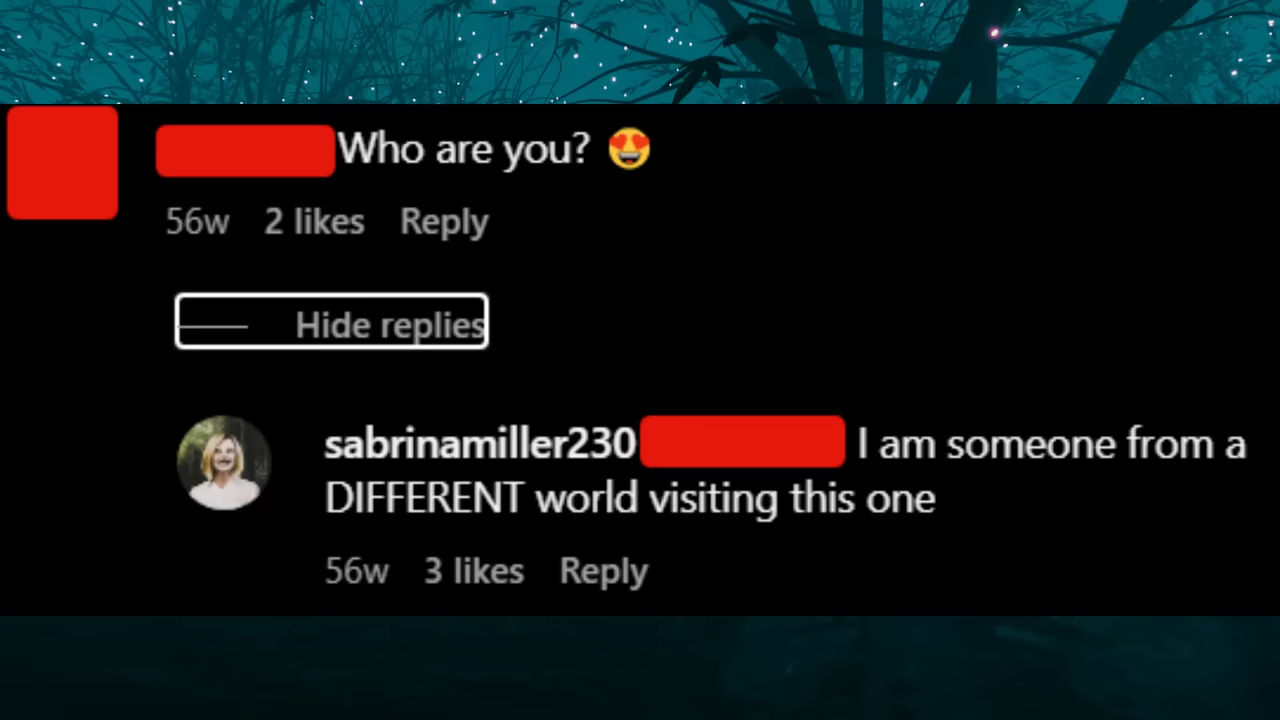 Who are you? 😍
56w 2 likes Reply
Hide replies
sabrinamiller230 I am someone from a
DIFFERENT world visiting this one
56w 3 likes Reply